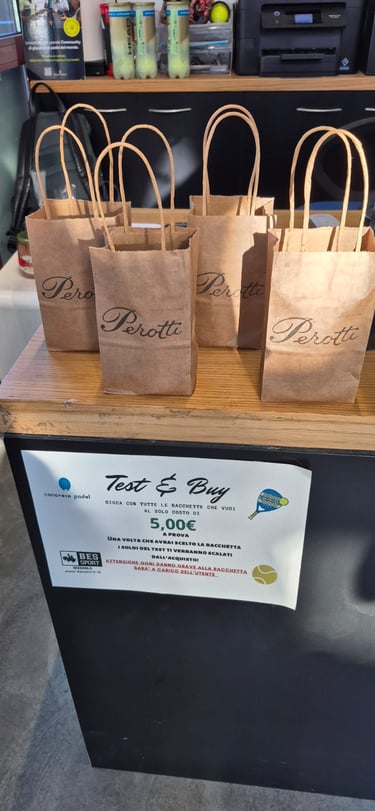 Perotti
Perotti
Perotti
Perotti
canavese padel
Test & Buy
GIOCA CON TUTTE LE RACCHETTE CHE VUOI
AL SOLO COSTO DI
5,00€
A PROVA
UNA VOLTA CHE AVRAI SCELTO LA RACCHETTA
I SOLDI DEL TEST TI VERRANNO SCALATI
DALL'ACQUISTO!
ATTENZIONE OGNI DANNO GRAVE ALLA RACCHETTA
SARA' A CARICO DELL'UTENTE
BES
SPORT